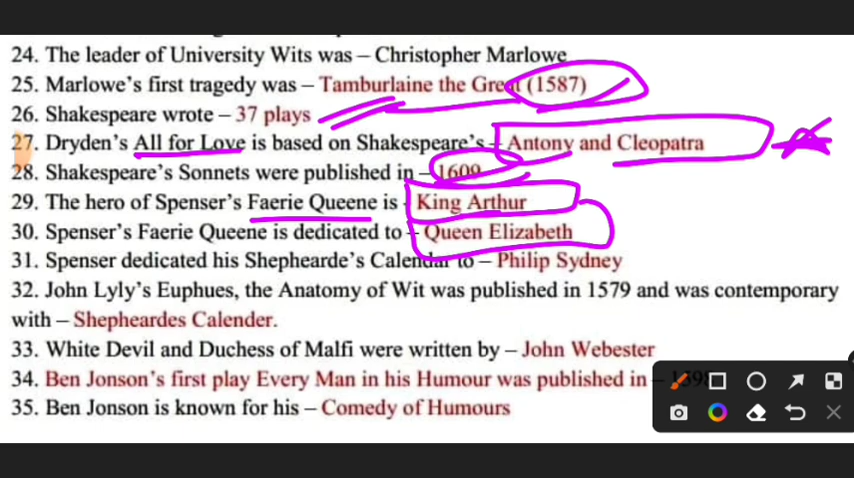 24. The leader of University Wits was – Christopher Marlowe
25. Marlowe's first tragedy was – Tamburlaine the Great (1587)
26. Shakespeare wrote – 37 plays
27. Dryden's All for Love is based on Shakespeare's – Antony and Cleopatra
28. Shakespeare's Sonnets were published in – 1609
29. The hero of Spenser's Faerie Queene is - King Arthur
30. Spenser's Faerie Queene is dedicated to – Queen Elizabeth
31. Spenser dedicated his Shephearde's Calendar to – Philip Sydney
32. John Lyly's Euphues, the Anatomy of Wit was published in 1579 and was contemporary
with – Shepheardes Calender.
33. White Devil and Duchess of Malfi were written by – John Webester
34. Ben Jonson's first play Every Man in his Humour was published in –
35. Ben Jonson is known for his – Comedy of Humours